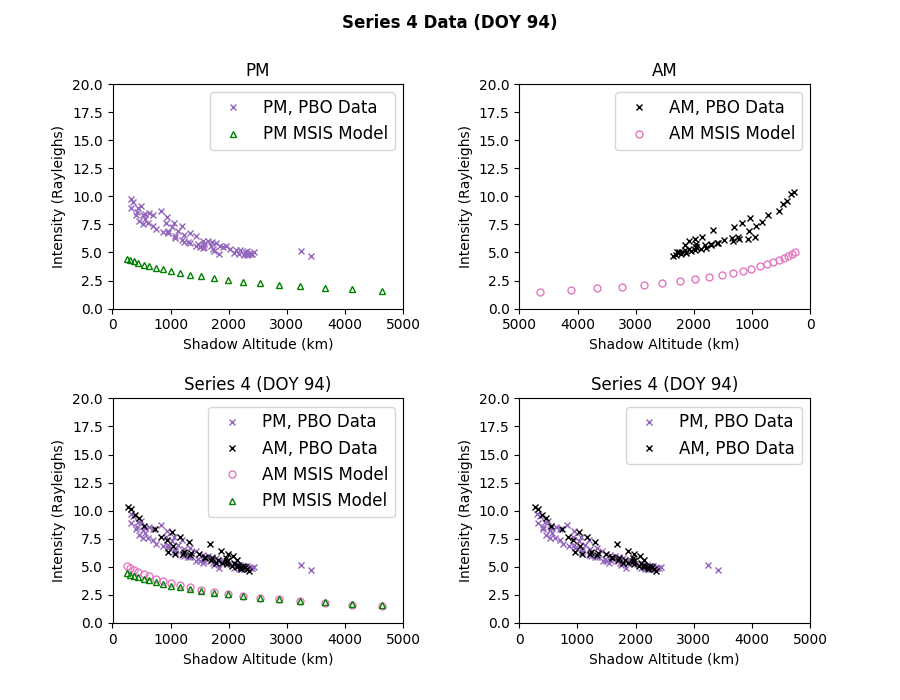 Series 4 Data (DOY 94)
PM
20.0
17.5
15.0
12.5
10.0
7.5
5.0
2.5
0.0
Intensity (Rayleighs)
PM, PBO Data
PM MSIS Model
0 1000 2000 3000 4000 5000
Shadow Altitude (km)
AM
20.0
17.5
15.0
12.5
10.0
7.5
5.0
2.5
0.0
Intensity (Rayleighs)
AM, PBO Data
AM MSIS Model
5000 4000 3000 2000 1000 0
Shadow Altitude (km)
Series 4 (DOY 94)
20.0
17.5
15.0
12.5
10.0
7.5
5.0
2.5
0.0
Intensity (Rayleighs)
PM, PBO Data
AM, PBO Data
AM MSIS Model
PM MSIS Model
0 1000 2000 3000 4000 5000
Shadow Altitude (km)
Series 4 (DOY 94)
20.0
17.5
15.0
12.5
10.0
7.5
5.0
2.5
0.0
Intensity (Rayleighs)
PM, PBO Data
AM, PBO Data
0 1000 2000 3000 4000 5000
Shadow Altitude (km)